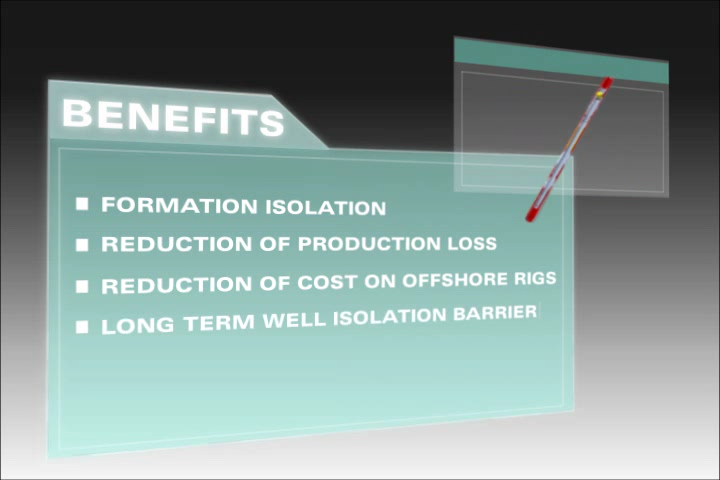 BENEFITS
FORMATION ISOLATION
REDUCTION OF PRODUCTION LOSS
REDUCTION OF COST ON OFFSHORE RIGS
LONG TERM WELL ISOLATION BARRIER